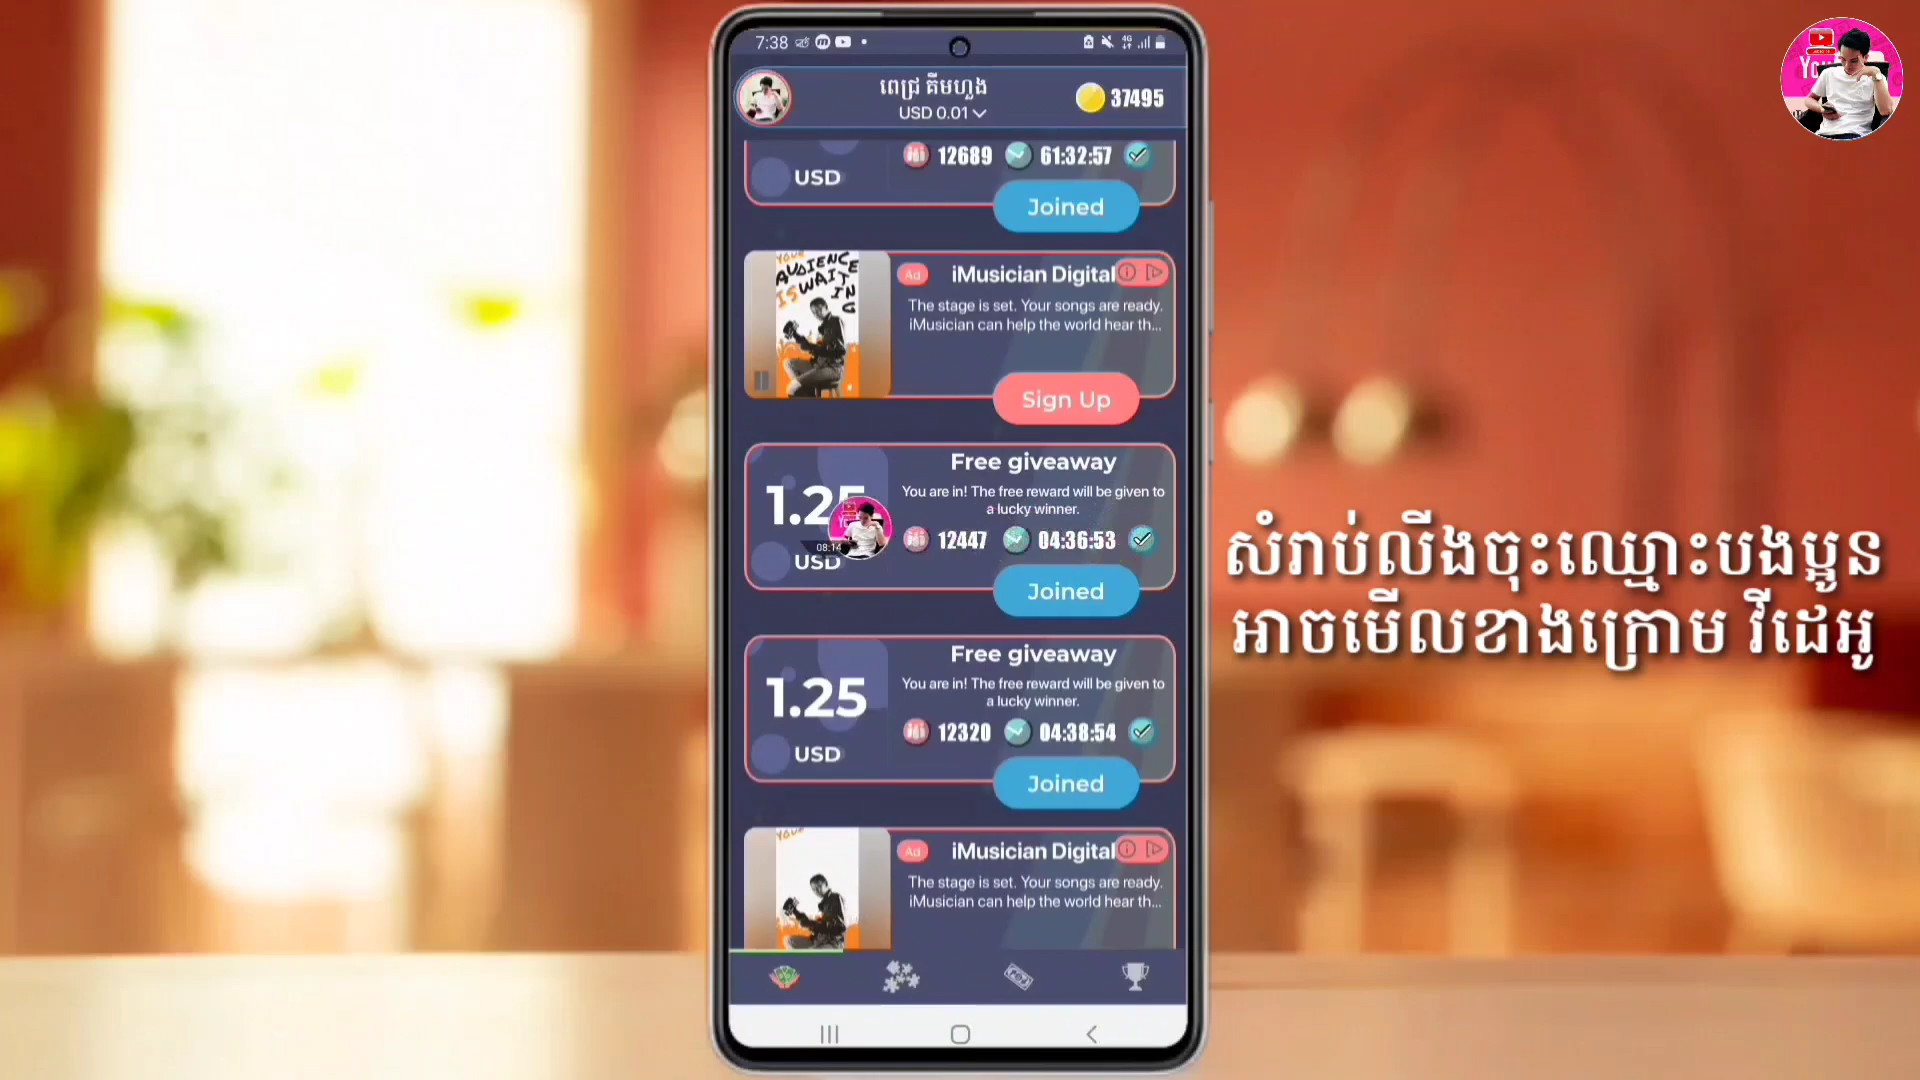 7:38
ពេជ្រ គីមហួង
USD 0.01
37495
12689 61:32:57
USD
Joined
YOUR AUDIENCE IS WAITING
Ad iMusician Digital
The stage is set. Your songs are ready.
iMusician can help the world hear th...
Sign Up
Free giveaway
You are in! The free reward will be given to
a lucky winner.
1.25
12447 04:36:53
08:14
USD
Joined
Free giveaway
You are in! The free reward will be given to
a lucky winner.
1.25
12320 04:38:54
USD
Joined
Ad iMusician Digital
The stage is set. Your songs are ready.
iMusician can help the world hear th...
សំរាប់លីងចុះឈ្មោះបងប្អូន
អាចមើលខាងក្រោម វីដេអូ